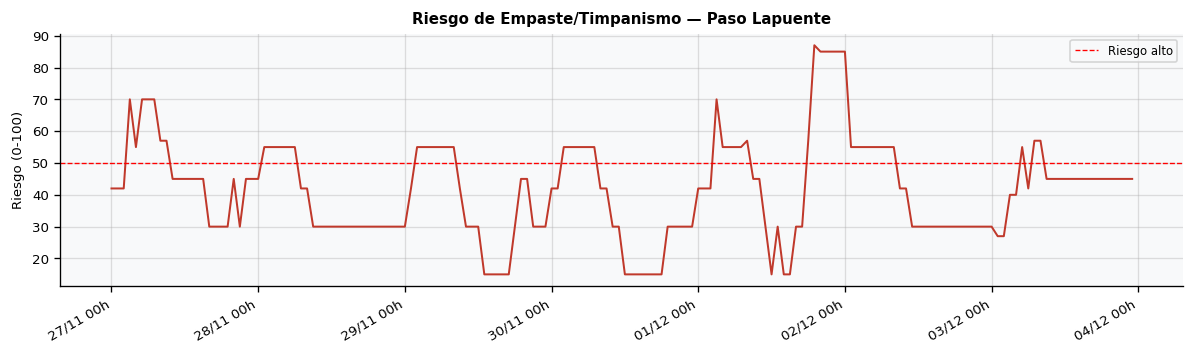 Riesgo de Empaste/Timpanismo — Paso Lapuente
Riesgo alto
Riesgo (0-100)
90
80
70
60
50
40
30
20
27/11 00h
28/11 00h
29/11 00h
30/11 00h
01/12 00h
02/12 00h
03/12 00h
04/12 00h